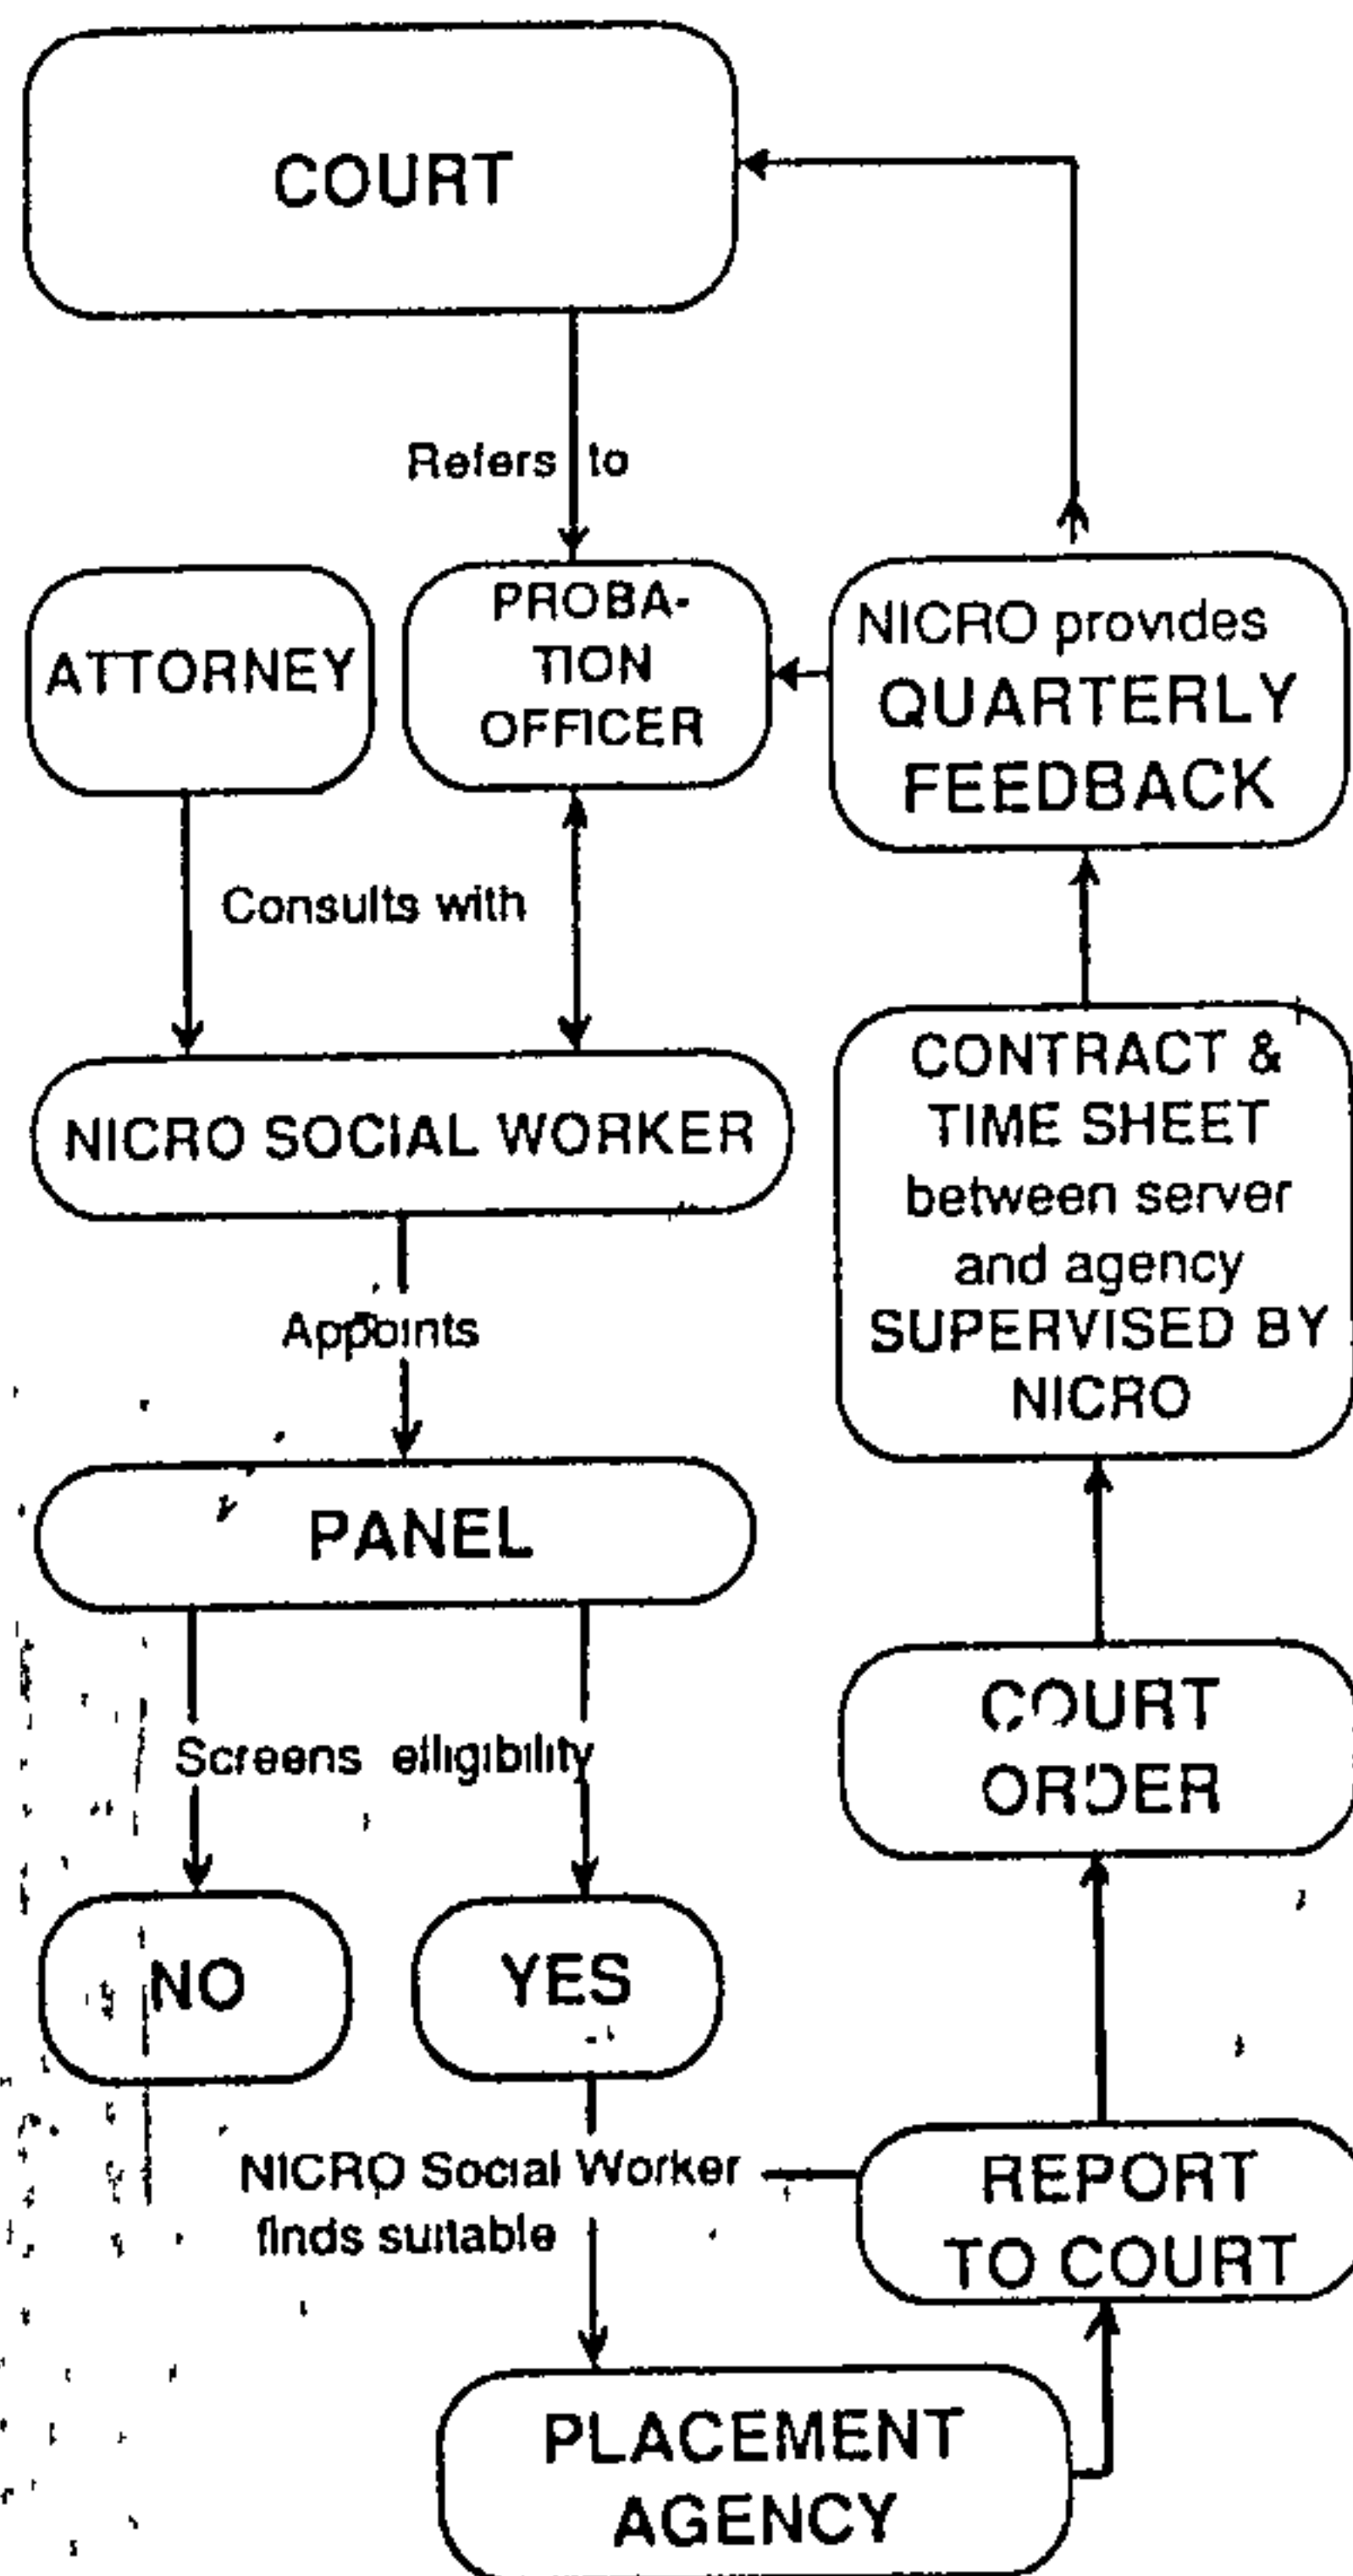 COURT
Refers to
ATTORNEY
PROBA-
TION
OFFICER
NICRO provides
QUARTERLY
FEEDBACK
Consults with
NICRO SOCIAL WORKER
CONTRACT &
TIME SHEET
between server
and agency
SUPERVISED BY
NICRO
Appoints
PANEL
Screens elligibility
COURT
ORDER
NO
YES
NICRO Social Worker
finds suitable
REPORT
TO COURT
PLACEMENT
AGENCY